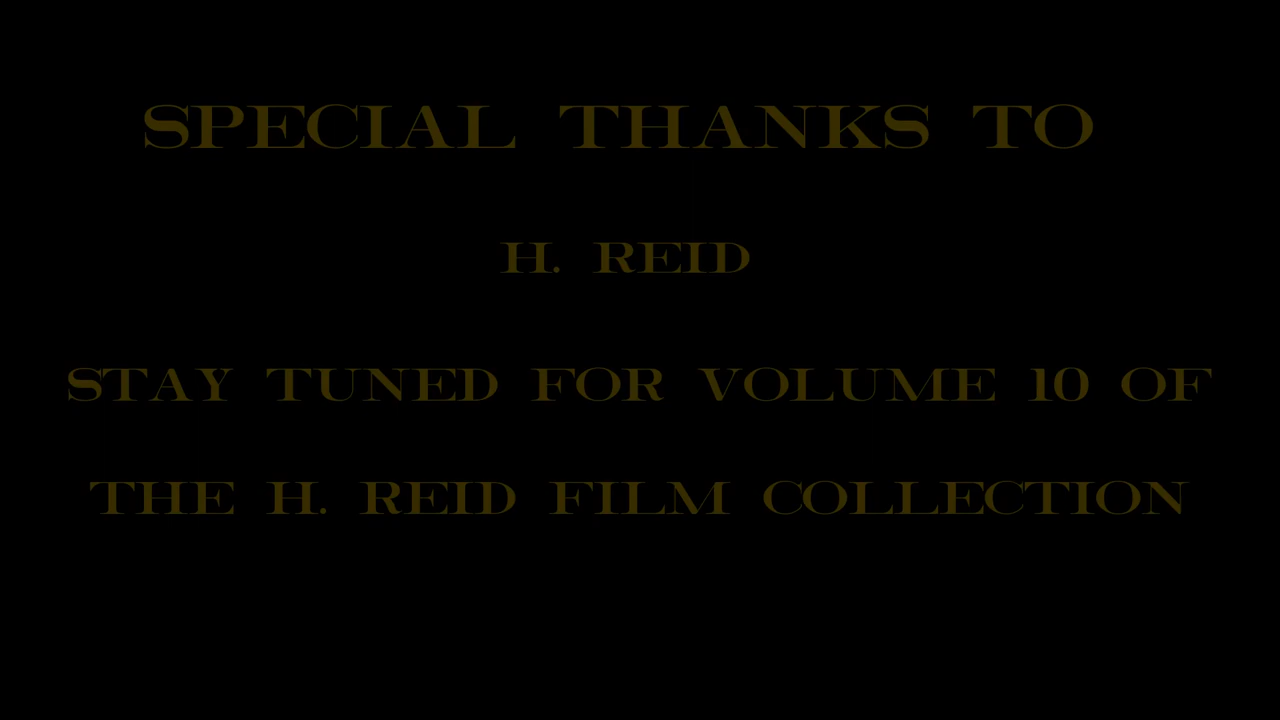 SPECIAL THANKS TO
H. REID
STAY TUNED FOR VOLUME 10 OF
THE H. REID FILM COLLECTION